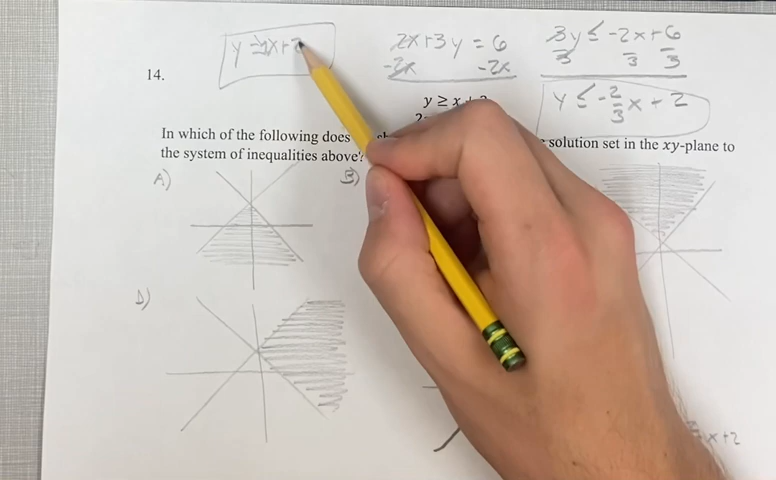 2x+3y = 6
-2x -2x
3y ≤ -2x+6
3 3 3
y ≤ -2/3x + 2
14.
y ≥ x
In which of the following does
solution set in the xy-plane to
the system of inequalities above?
A)
B)
D)
x+2